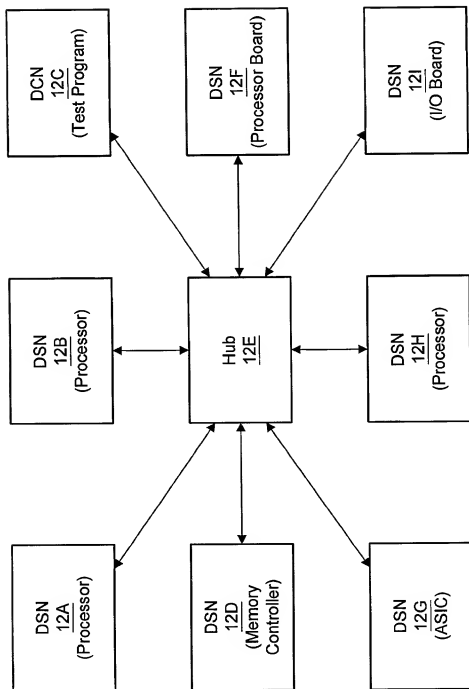 DSN
12A
(Processor)
DSN
12B
(Processor)
DCN
12C
(Test Program)
DSN
12D
(Memory
Controller)
Hub
12E
DSN
12F
(Processor Board)
DSN
12G
(ASIC)
DSN
12H
(Processor)
DSN
12I
(I/O Board)